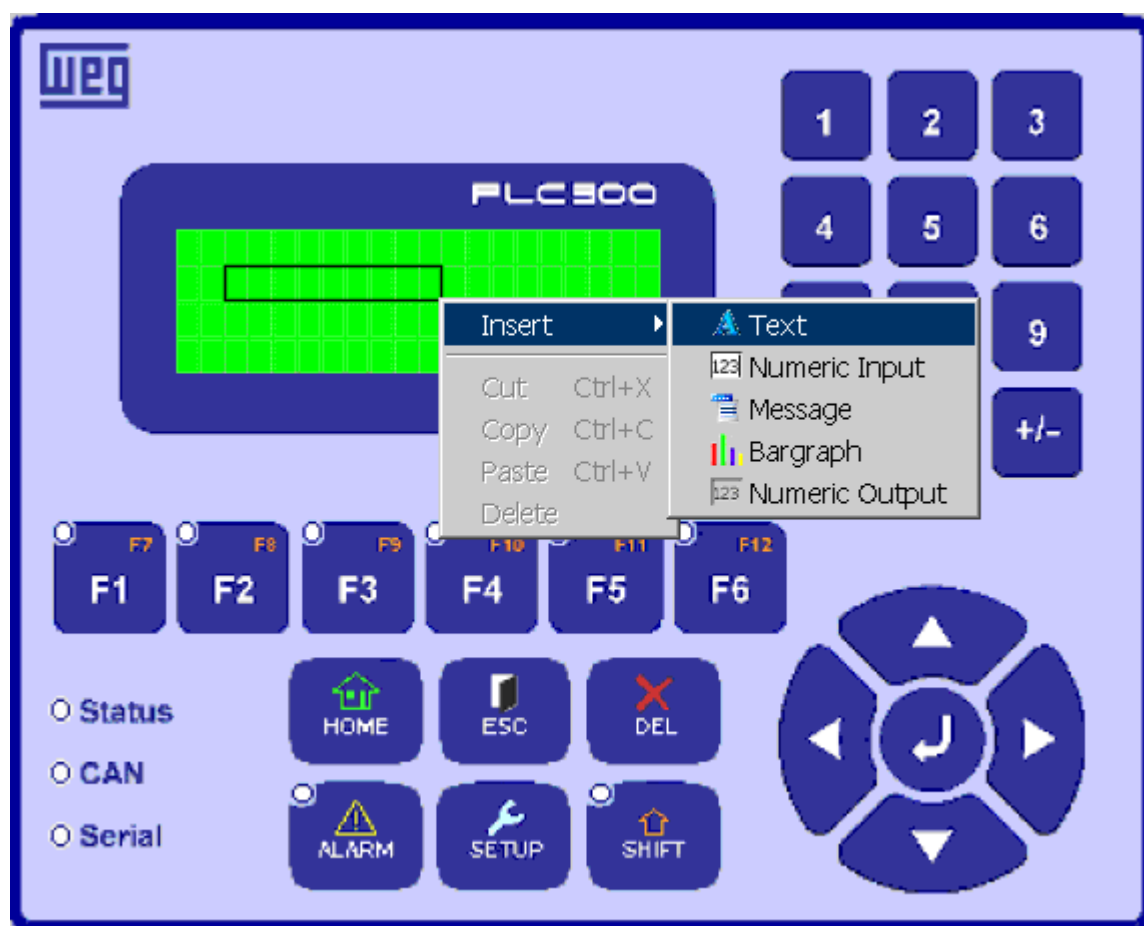 weg
PLC300
1 2 3
4 5 6
9
+/-
Insert
Cut Ctrl+X
Copy Ctrl+C
Paste Ctrl+V
Delete
Text
Numeric Input
Message
Bargraph
Numeric Output
F7 F8 F9 F10 F11 F12
F1 F2 F3 F4 F5 F6
Status
CAN
Serial
HOME ESC DEL
ALARM SETUP SHIFT